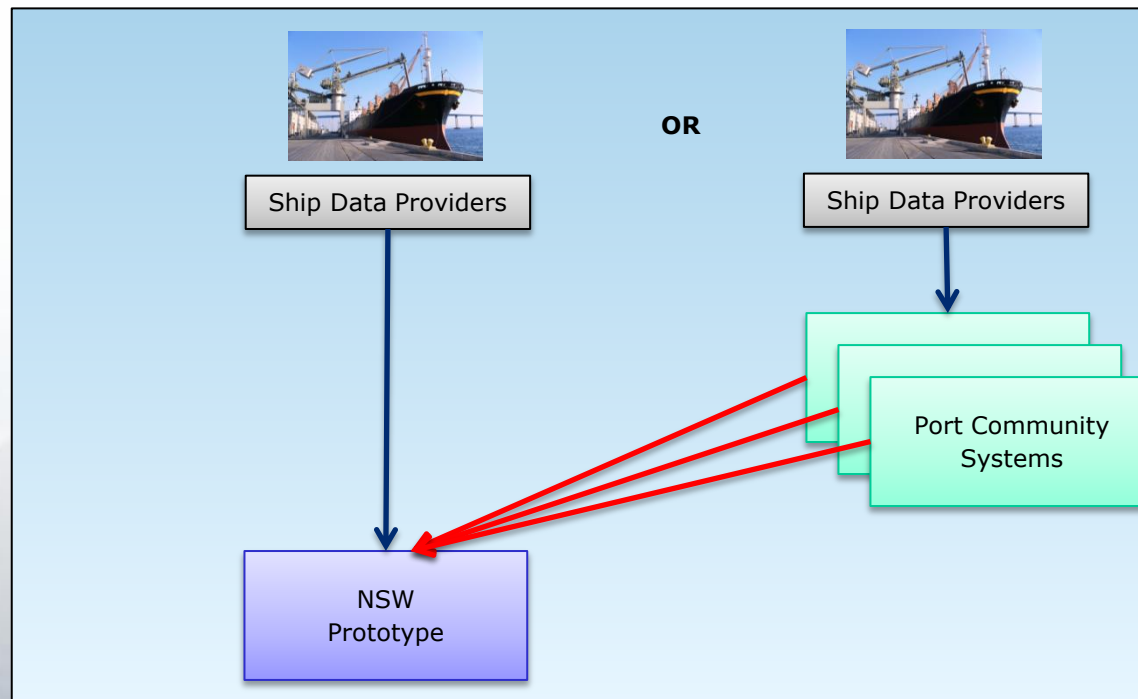 OR
Ship Data Providers
Ship Data Providers
Port Community
Systems
NSW
Prototype